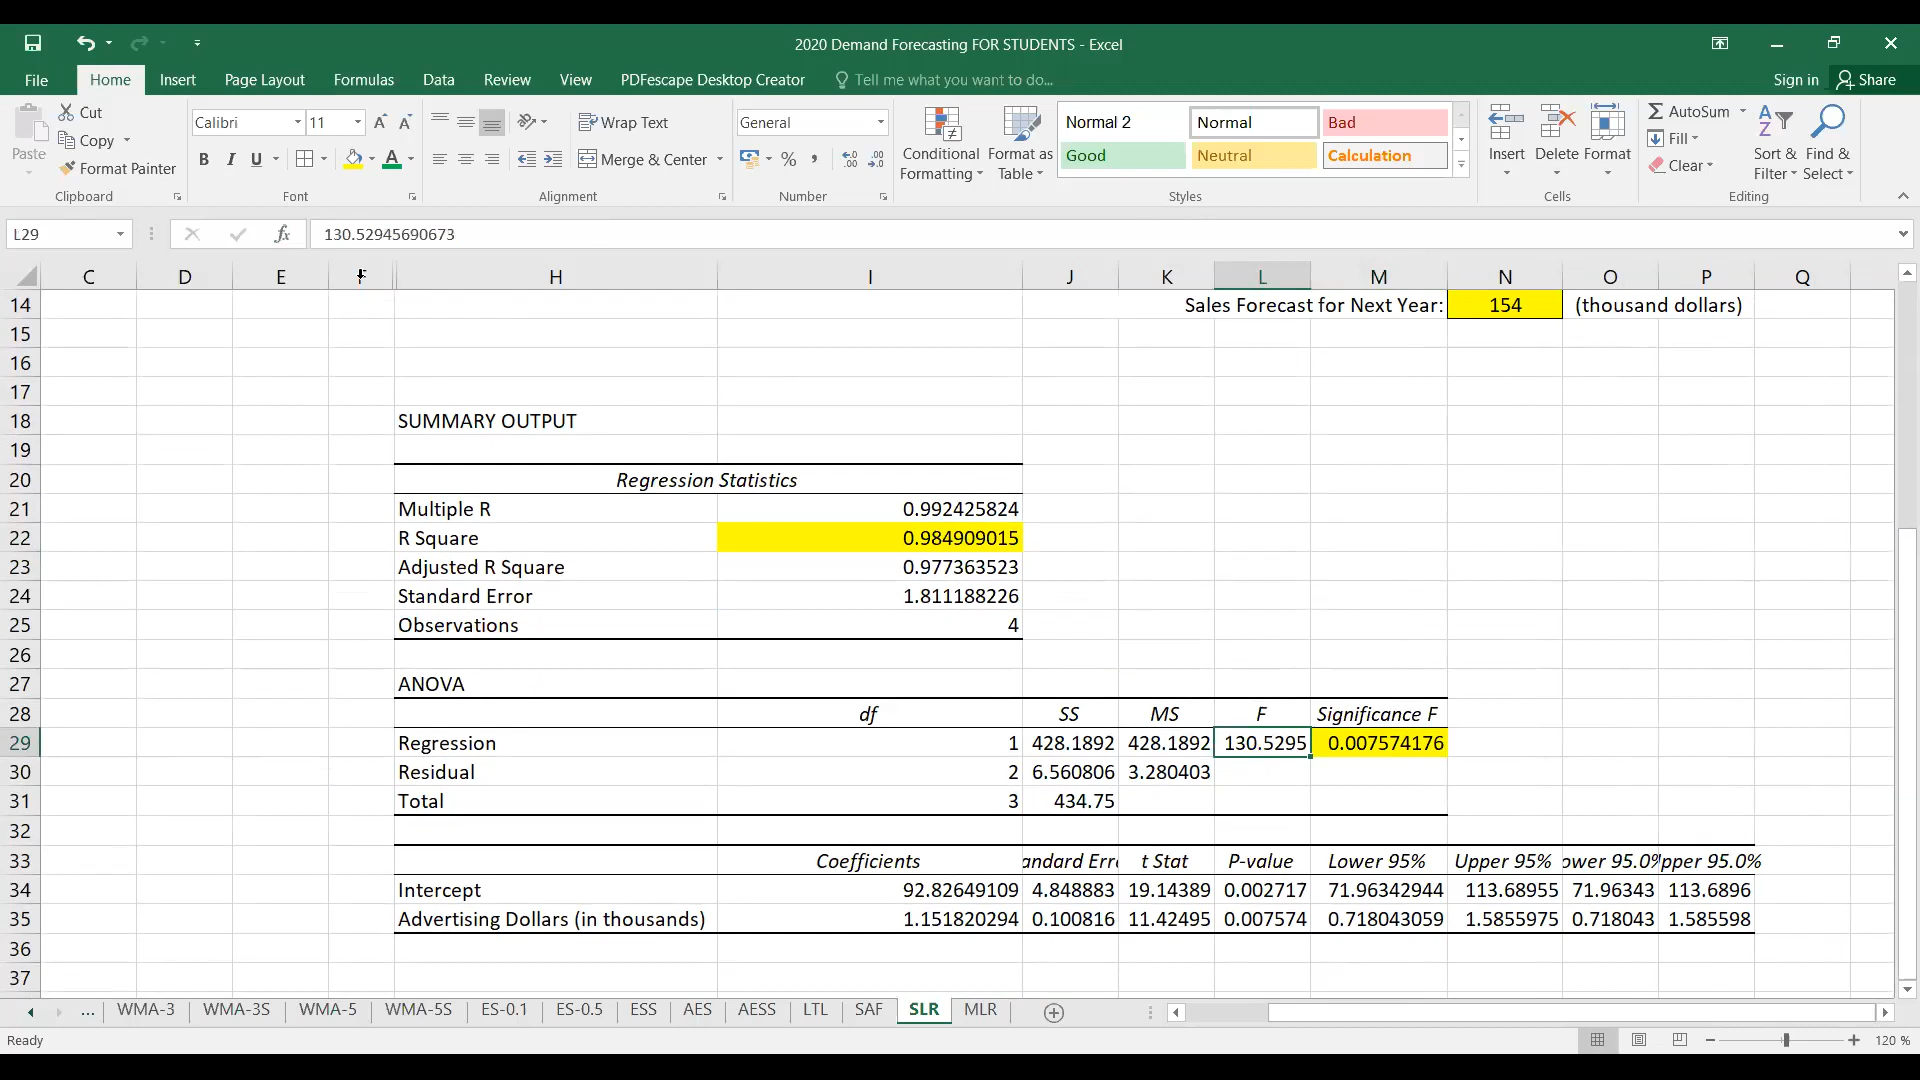 2020 Demand Forecasting FOR STUDENTS - Excel
File Home Insert Page Layout Formulas Data Review View PDFescape Desktop Creator Tell me what you want to do... Sign in Share
Paste Cut Copy Format Painter
Calibri 11 B I U A A A
Wrap Text Merge & Center
General % ,
Conditional Formatting Format as Table
Normal 2 Normal Bad
Good Neutral Calculation
Insert Delete Format
AutoSum Fill Clear Sort & Filter Find & Select
Clipboard Font Alignment Number Styles Cells Editing
L29 fx 130.52945690673
C D E F H I J K L M N O P Q
14 Sales Forecast for Next Year: 154 (thousand dollars)
15
16
17
18 SUMMARY OUTPUT
19
20 Regression Statistics
21 Multiple R 0.992425824
22 R Square 0.984909015
23 Adjusted R Square 0.977363523
24 Standard Error 1.811188226
25 Observations 4
26
27 ANOVA
28 df SS MS F Significance F
29 Regression 1 428.1892 428.1892 130.5295 0.007574176
30 Residual 2 6.560806 3.280403
31 Total 3 434.75
32
33 Coefficients andard Erro t Stat P-value Lower 95% Upper 95% ower 95.0% pper 95.0%
34 Intercept 92.82649109 4.848883 19.14389 0.002717 71.96342944 113.68955 71.96343 113.6896
35 Advertising Dollars (in thousands) 1.151820294 0.100816 11.42495 0.007574 0.718043059 1.5855975 0.718043 1.585598
36
37
... WMA-3 WMA-3S WMA-5 WMA-5S ES-0.1 ES-0.5 ESS AES AESS LTL SAF SLR MLR
Ready 120 %